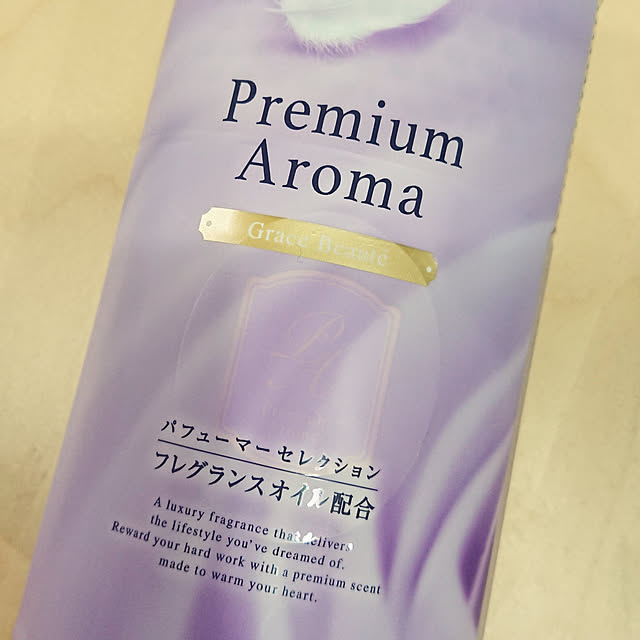 Premium
Aroma
Grace Beauté
パフューマーセレクション
フレグランスオイル配合
A luxury fragrance that delivers
the lifestyle you've dreamed of.
Reward your hard work with a premium scent
made to warm your heart.